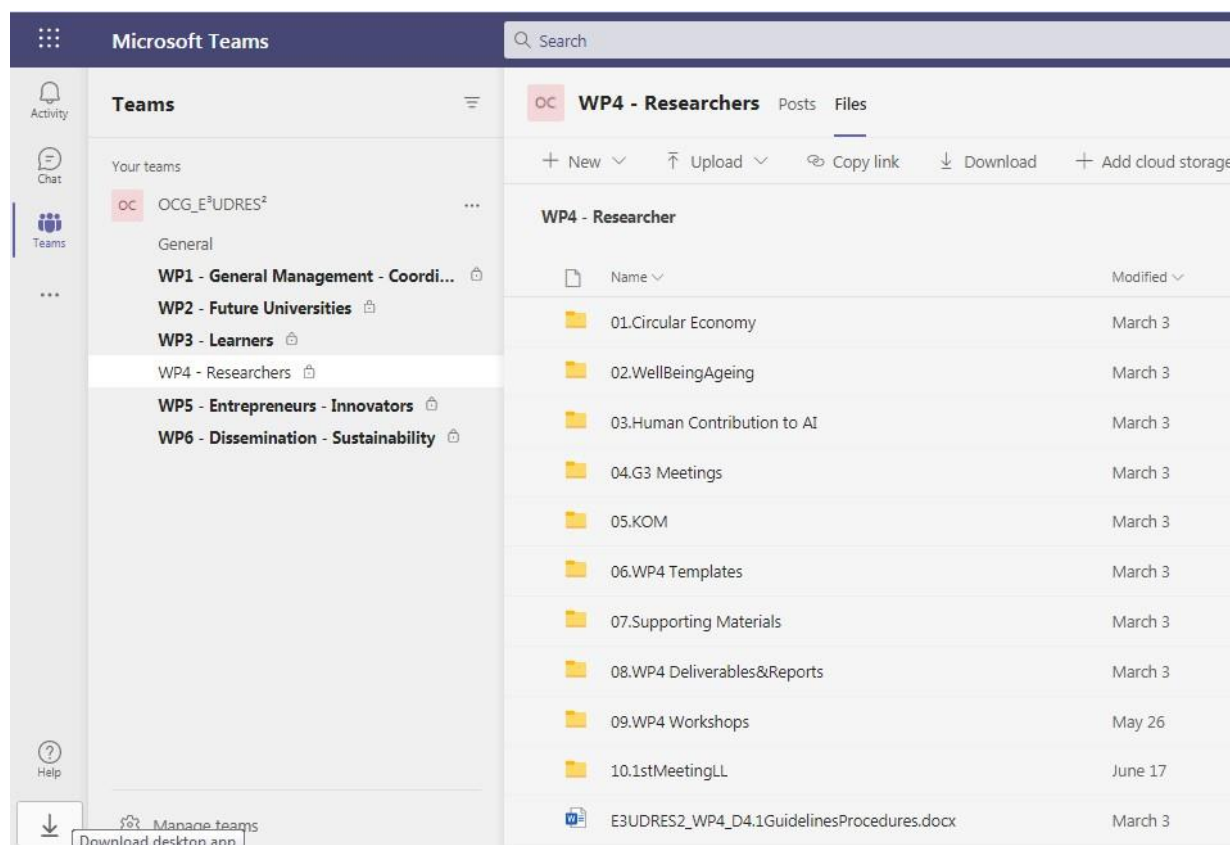 Microsoft Teams
Search
Activity
Chat
Teams
Help
Teams
Your teams
OC OCG_E³UDRES² ...
General
WP1 - General Management - Coordi...
WP2 - Future Universities
WP3 - Learners
WP4 - Researchers
WP5 - Entrepreneurs - Innovators
WP6 - Dissemination - Sustainability
Manage teams
Download desktop app
OC WP4 - Researchers Posts Files
+ New Upload Copy link Download + Add cloud storage
WP4 - Researcher
Name Modified
01.Circular Economy March 3
02.WellBeingAgeing March 3
03.Human Contribution to AI March 3
04.G3 Meetings March 3
05.KOM March 3
06.WP4 Templates March 3
07.Supporting Materials March 3
08.WP4 Deliverables&Reports March 3
09.WP4 Workshops May 26
10.1stMeetingLL June 17
E3UDRES2_WP4_D4.1GuidelinesProcedures.docx March 3